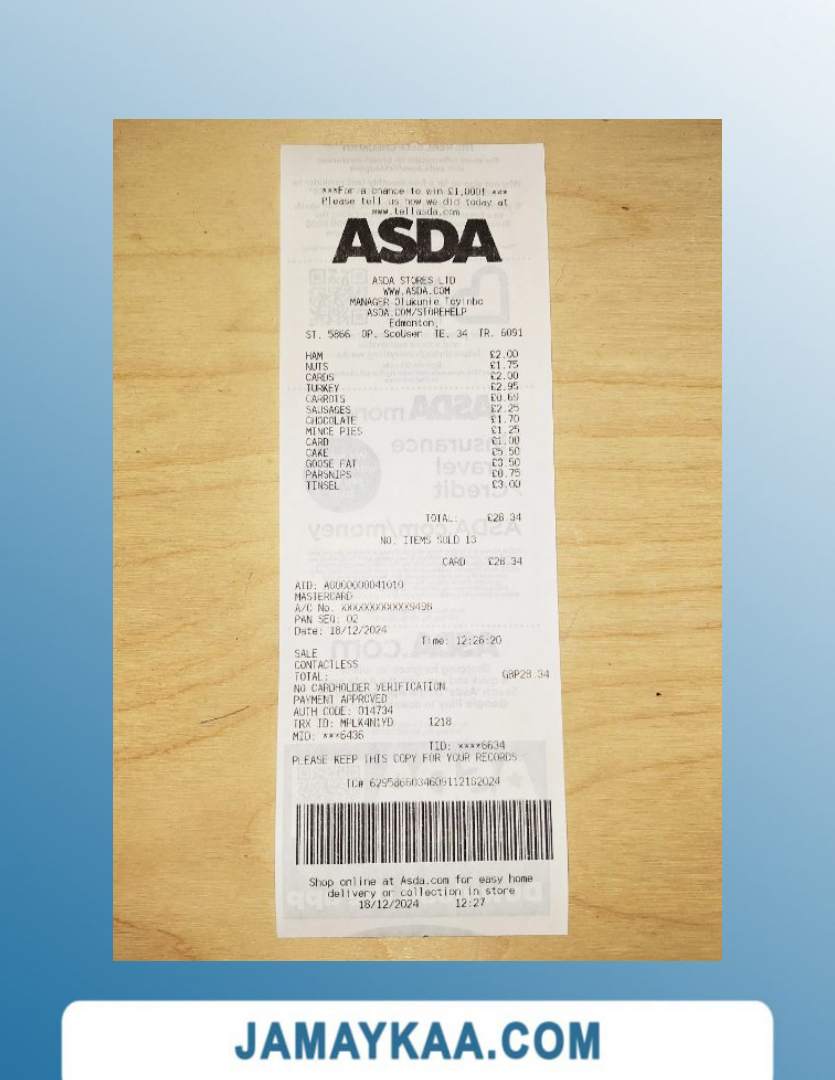 ***For a chance to win £1,000! ***
Please tell us how we did today at
www.tellasda.com
ASDA
ASDA STORES LTD
WWW.ASDA.COM
MANAGER Olukunle Tayinbo
ASDA.COM/STOREHELP
Edmonton,
ST. 5866 OP. ScoUser TE. 34 TR. 6091
HAM £2.00
NUTS £1.75
CARDS £2.00
TURKEY £2.95
CARROTS £0.69
SAUSAGES £2.25
CHOCOLATE £1.70
MINCE PIES £1.25
CARD £1.00
CAKE £5.50
GOOSE FAT £3.50
PARSNIPS £0.75
TINSEL £3.00
TOTAL: £28.34
NO. ITEMS SOLD 13
CARD £28.34
AID: A0000000041010
MASTERCARD
A/C No. XXXXXXXXXXXX9498
PAN SEQ: 02
Date: 18/12/2024
Time: 12:26:20
SALE
CONTACTLESS
TOTAL: GBP28.34
NO CARDHOLDER VERIFICATION
PAYMENT APPROVED
AUTH CODE: 014734
TRX ID: MPLK4N1YD 1218
MID: ***6436
TID: ****6634
PLEASE KEEP THIS COPY FOR YOUR RECORDS
TC#
Shop online at Asda.com for easy home
delivery or collection in store
18/12/2024 12:27
JAMAYKAA.COM